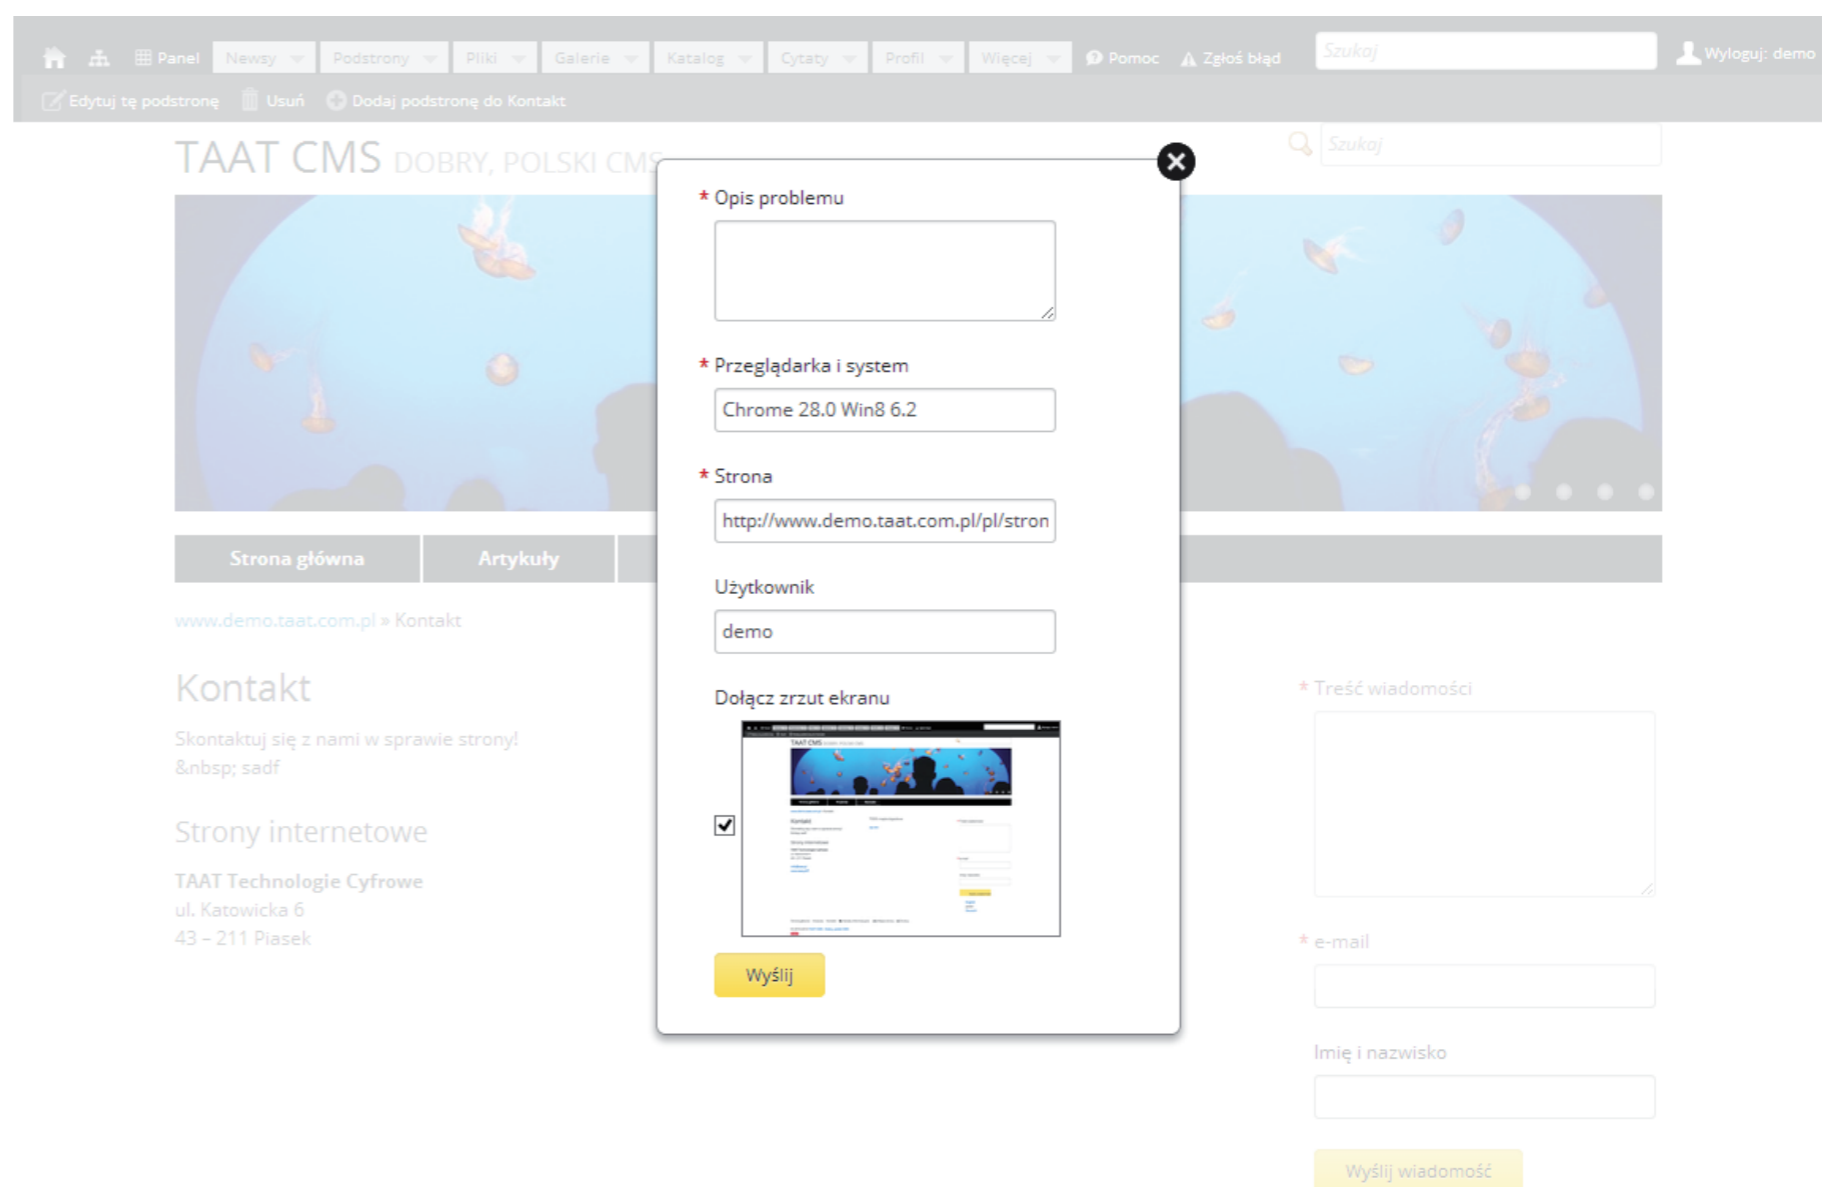 Panel Newsy Podstrony Pliki Galerie Katalog Cytaty Profil Więcej Pomoc Zgłoś błąd Szukaj Wyloguj: demo
Edytuj tę podstronę Usuń Dodaj podstronę do Kontakt
TAAT CMS DOBRY, POLSKI CMS
Szukaj
* Opis problemu
* Przeglądarka i system
Chrome 28.0 Win8 6.2
* Strona
http://www.demo.taat.com.pl/pl/stron
Użytkownik
demo
Dołącz zrzut ekranu
TAAT CMS
Kontakt
Wyślij
Strona główna Artykuły
www.demo.taat.com.pl » Kontakt
Kontakt
Skontaktuj się z nami w sprawie strony!
&nbsp; sadf
Strony internetowe
TAAT Technologie Cyfrowe
ul. Katowicka 6
43 – 211 Piasek
* Treść wiadomości
* e-mail
Imię i nazwisko
Wyślij wiadomość